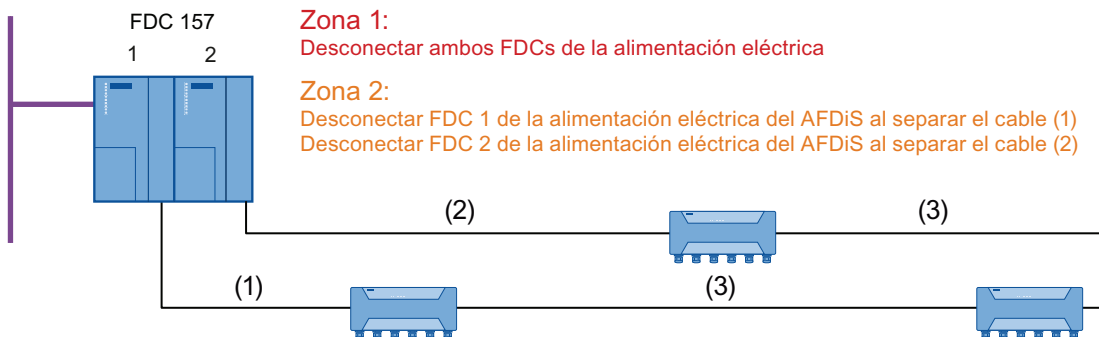 FDC 157
1 2
Zona 1:
Desconectar ambos FDCs de la alimentación eléctrica
Zona 2:
Desconectar FDC 1 de la alimentación eléctrica del AFDiS al separar el cable (1)
Desconectar FDC 2 de la alimentación eléctrica del AFDiS al separar el cable (2)
(2) (3)
(1) (3)